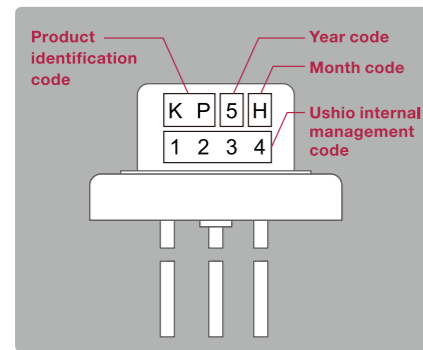 Product
identification
code
Year code
Month code
K P 5 H
1 2 3 4
Ushio internal
management
code